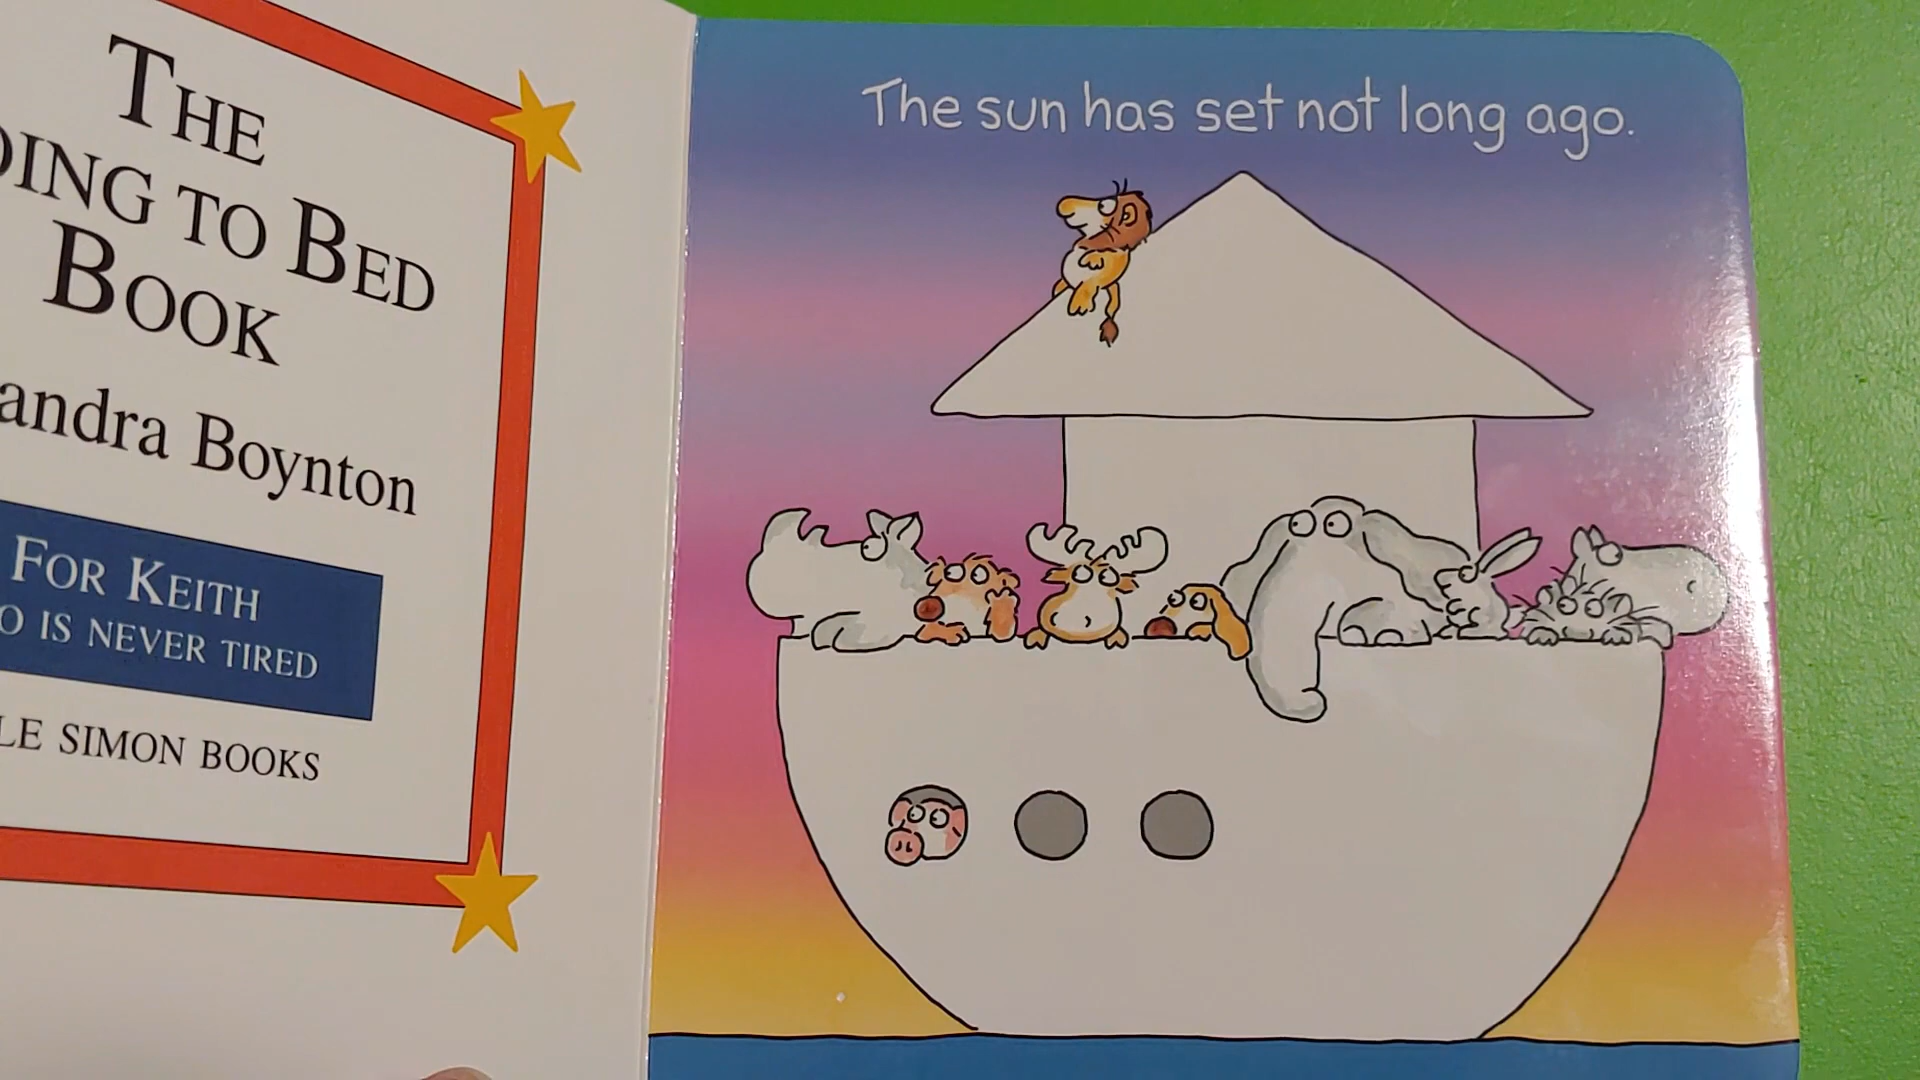 THE
OING TO BED
BOOK
andra Boynton
FOR KEITH
O IS NEVER TIRED
LE SIMON BOOKS
The sun has set not long ago.